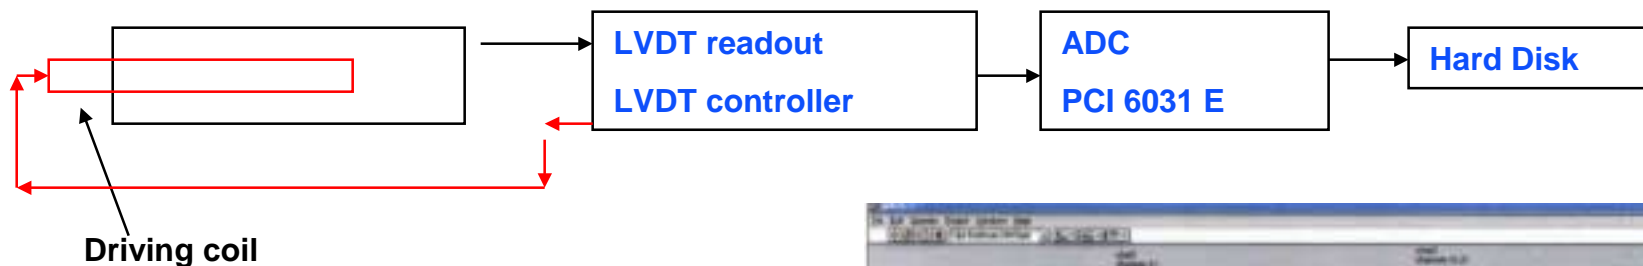 LVDT readout
LVDT controller
ADC
PCI 6031 E
Hard Disk
Driving coil